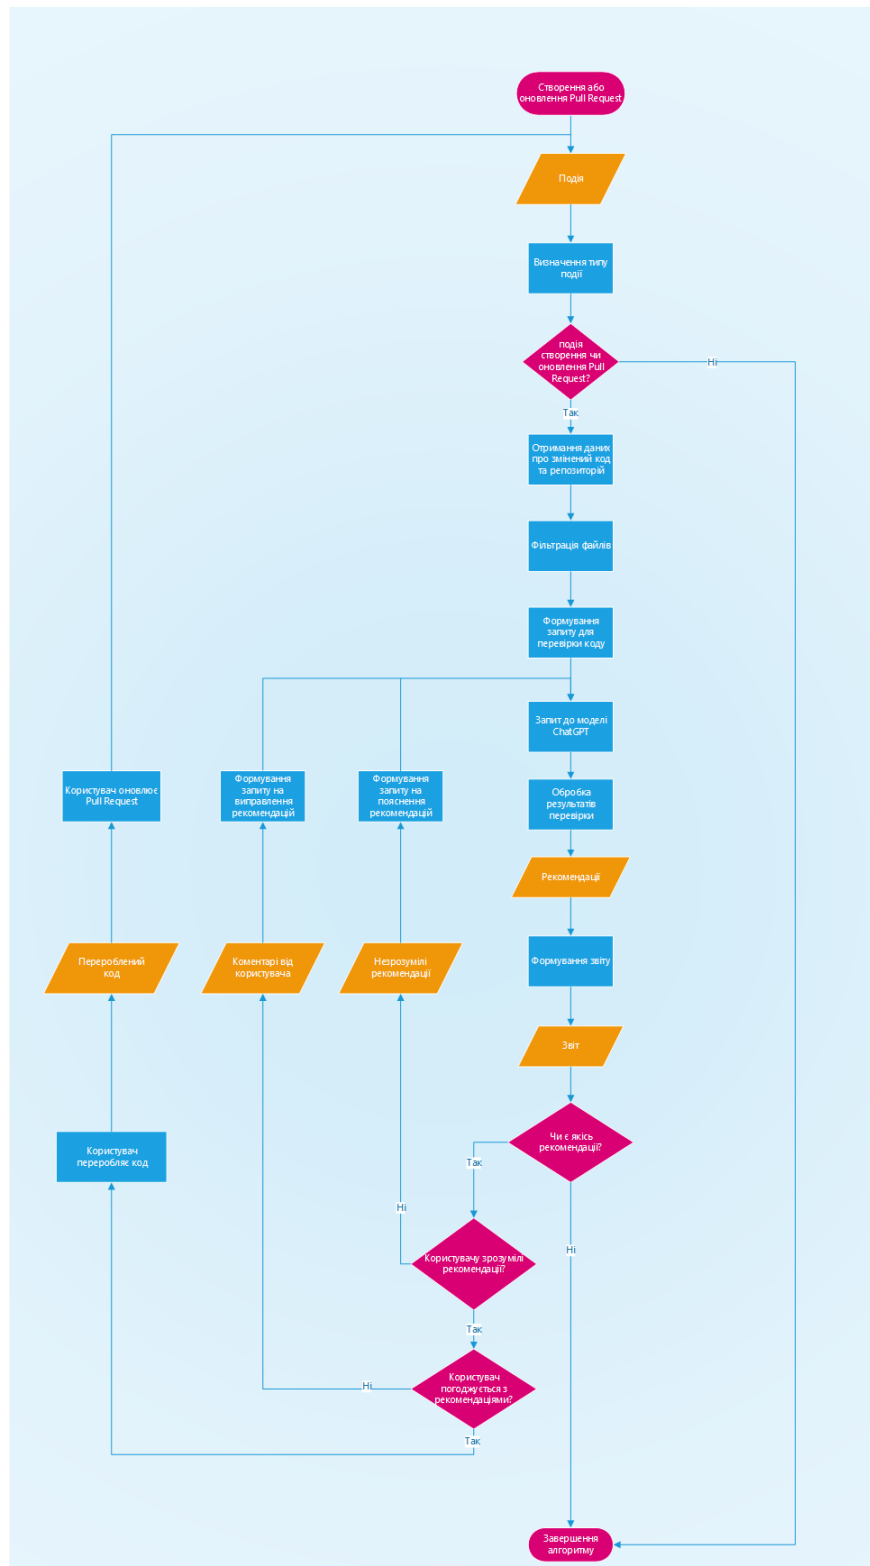 Створення або
оновлення Pull Request
Подія
Визначення типу
події
подія
створення чи
оновлення Pull
Request?
Ні
Так
Отримання даних
про змінений код
та репозиторій
Фільтрація файлів
Формування
запиту для
перевірки коду
Запит до моделі
ChatGPT
Користувач оновлює
Pull Request
Формування
запиту на
виправлення
рекомендацій
Формування
запиту на
пояснення
рекомендацій
Обробка
результатів
перевірки
Рекомендації
Перероблений
код
Коментарі від
користувача
Незрозумілі
рекомендації
Формування звіту
Звіт
Чи є якісь
рекомендації?
Користувач
переробляє код
Так
Ні
Ні
Користувачу зрозумілі
рекомендації?
Так
Користувач
погоджується з
рекомендаціями?
Ні
Так
Завершення
алгоритму